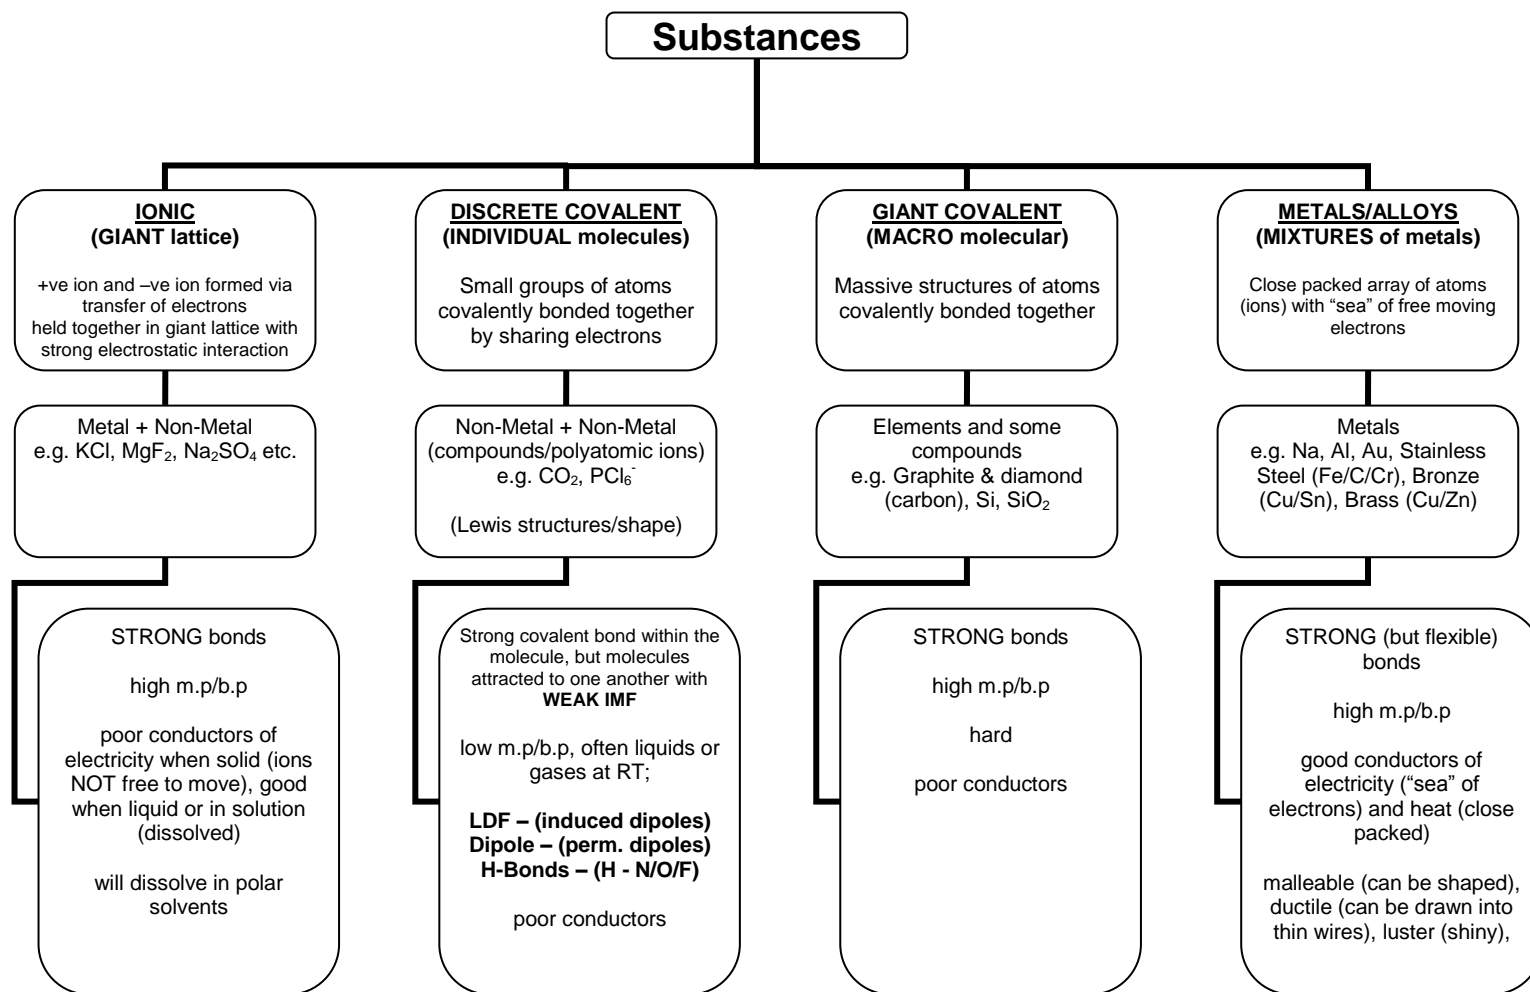 Substances
IONIC
(GIANT lattice)
+ve ion and –ve ion formed via
transfer of electrons
held together in giant lattice with
strong electrostatic interaction
DISCRETE COVALENT
(INDIVIDUAL molecules)
Small groups of atoms
covalently bonded together
by sharing electrons
GIANT COVALENT
(MACRO molecular)
Massive structures of atoms
covalently bonded together
METALS/ALLOYS
(MIXTURES of metals)
Close packed array of atoms
(ions) with “sea” of free moving
electrons
Metal + Non-Metal
e.g. KCl, MgF₂, Na₂SO₄ etc.
Non-Metal + Non-Metal
(compounds/polyatomic ions)
e.g. CO₂, PCl₆⁻
(Lewis structures/shape)
Elements and some
compounds
e.g. Graphite & diamond
(carbon), Si, SiO₂
Metals
e.g. Na, Al, Au, Stainless
Steel (Fe/C/Cr), Bronze
(Cu/Sn), Brass (Cu/Zn)
STRONG bonds
high m.p/b.p
poor conductors of
electricity when solid (ions
NOT free to move), good
when liquid or in solution
(dissolved)
will dissolve in polar
solvents
Strong covalent bond within the
molecule, but molecules
attracted to one another with
WEAK IMF
low m.p/b.p, often liquids or
gases at RT;
LDF – (induced dipoles)
Dipole – (perm. dipoles)
H-Bonds – (H - N/O/F)
poor conductors
STRONG bonds
high m.p/b.p
hard
poor conductors
STRONG (but flexible)
bonds
high m.p/b.p
good conductors of
electricity (“sea” of
electrons) and heat (close
packed)
malleable (can be shaped),
ductile (can be drawn into
thin wires), luster (shiny),